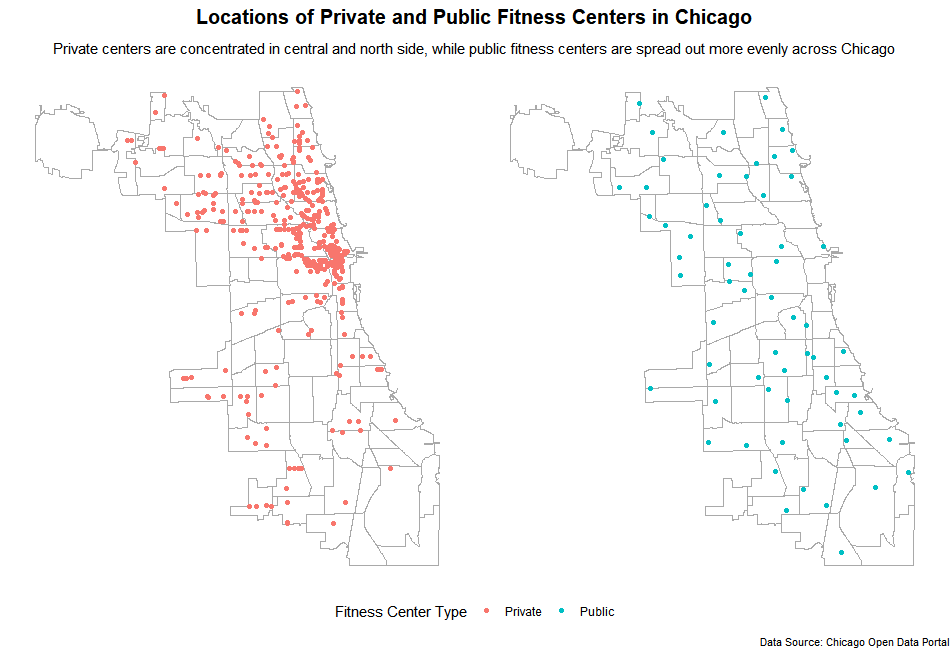 Locations of Private and Public Fitness Centers in Chicago
Private centers are concentrated in central and north side, while public fitness centers are spread out more evenly across Chicago
Fitness Center Type Private Public
Data Source: Chicago Open Data Portal